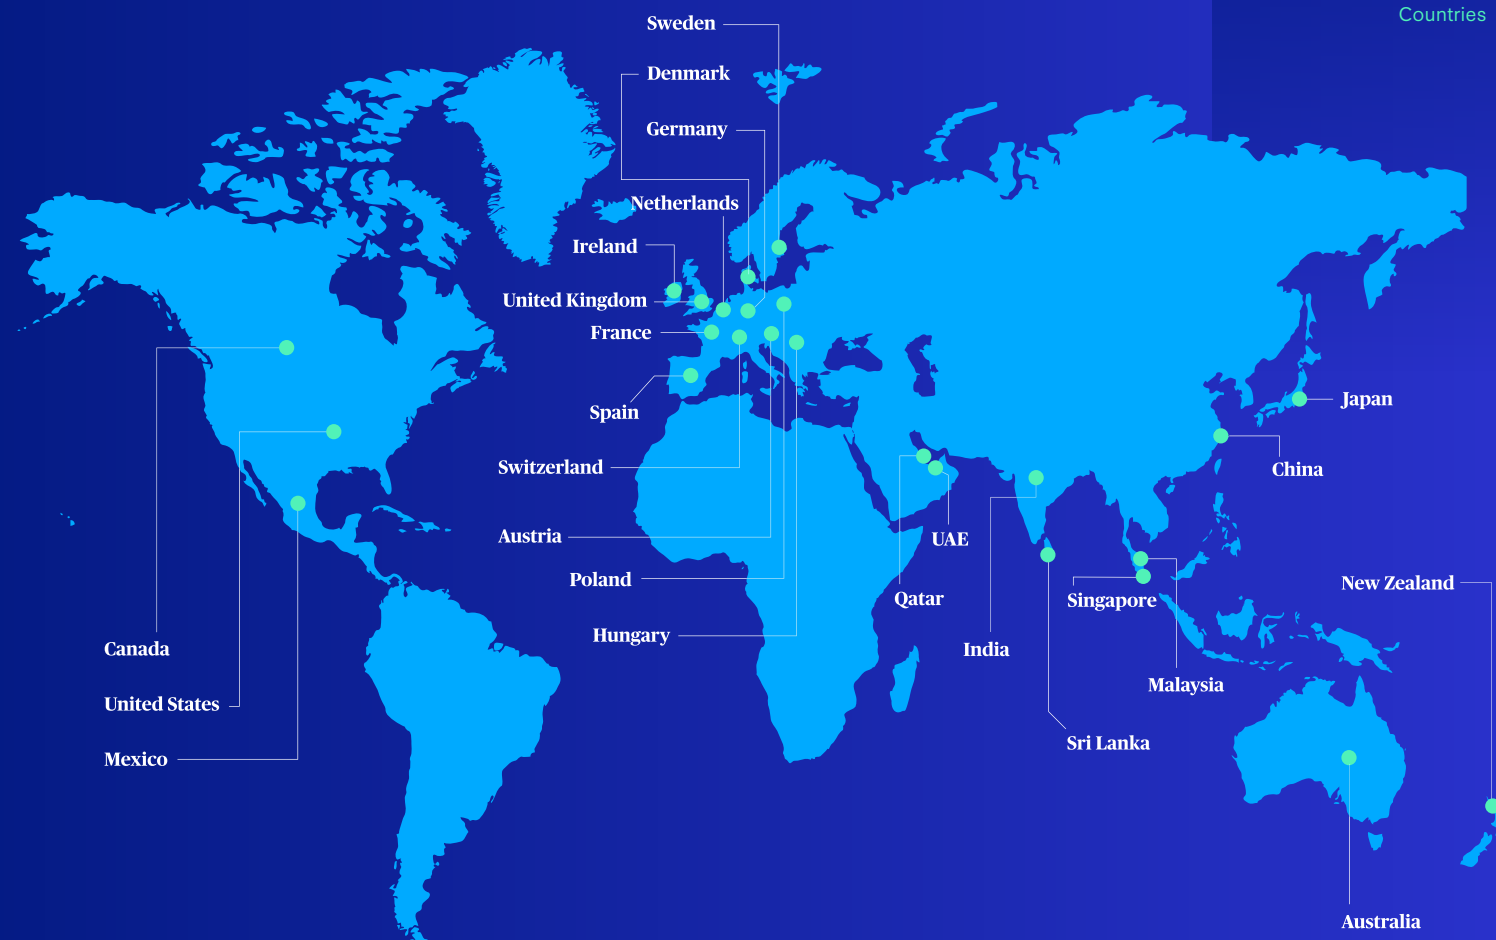 Countries
Sweden
Denmark
Germany
Netherlands
Ireland
United Kingdom
France
Spain
Switzerland
Austria
Poland
Hungary
Canada
United States
Mexico
Japan
China
UAE
Qatar
India
Singapore
Malaysia
Sri Lanka
New Zealand
Australia